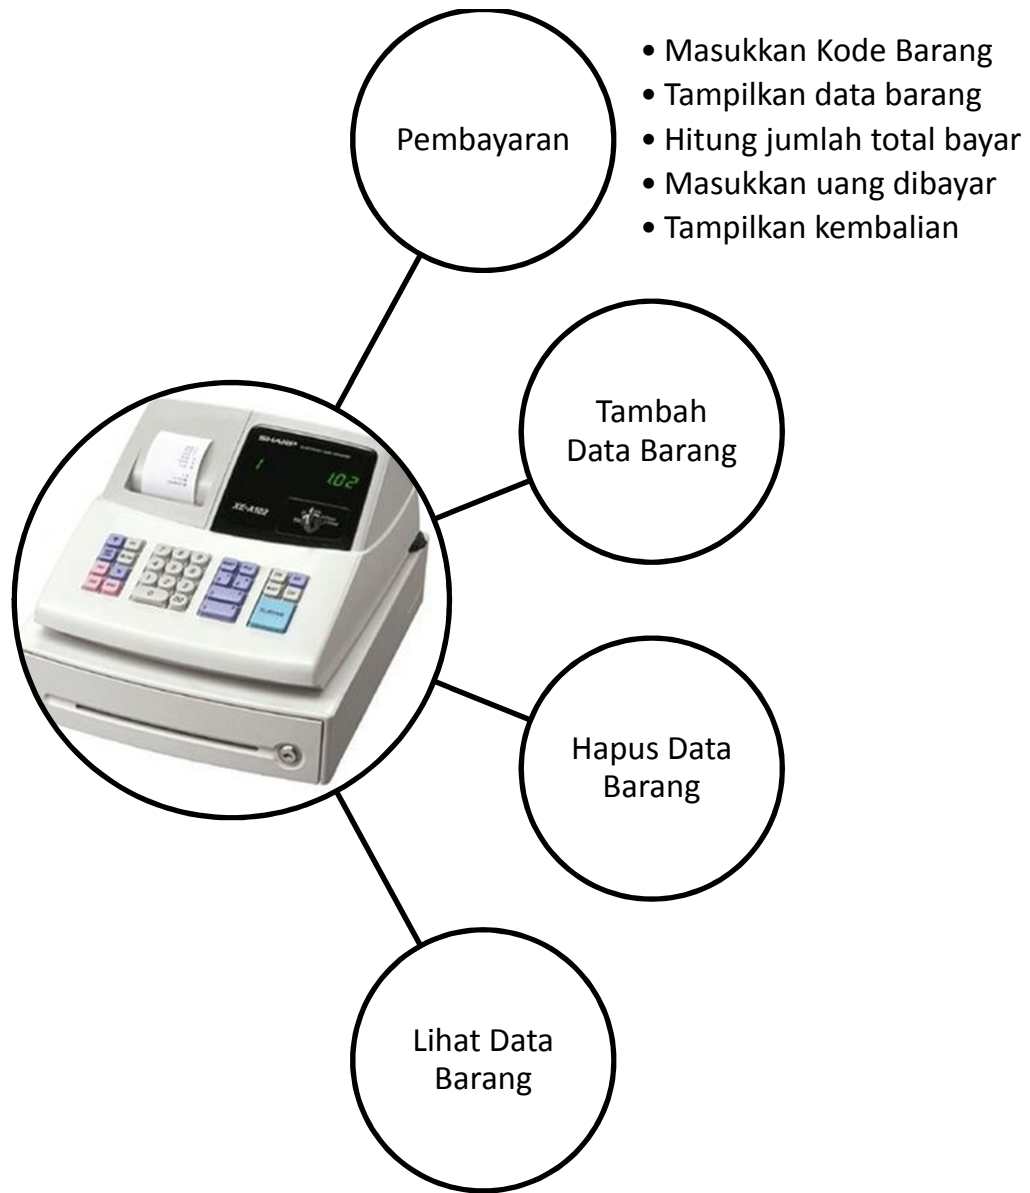 Pembayaran
• Masukkan Kode Barang
• Tampilkan data barang
• Hitung jumlah total bayar
• Masukkan uang dibayar
• Tampilkan kembalian
Tambah
Data Barang
SHARP
1 1.02
XE-A102
Hapus Data
Barang
Lihat Data
Barang